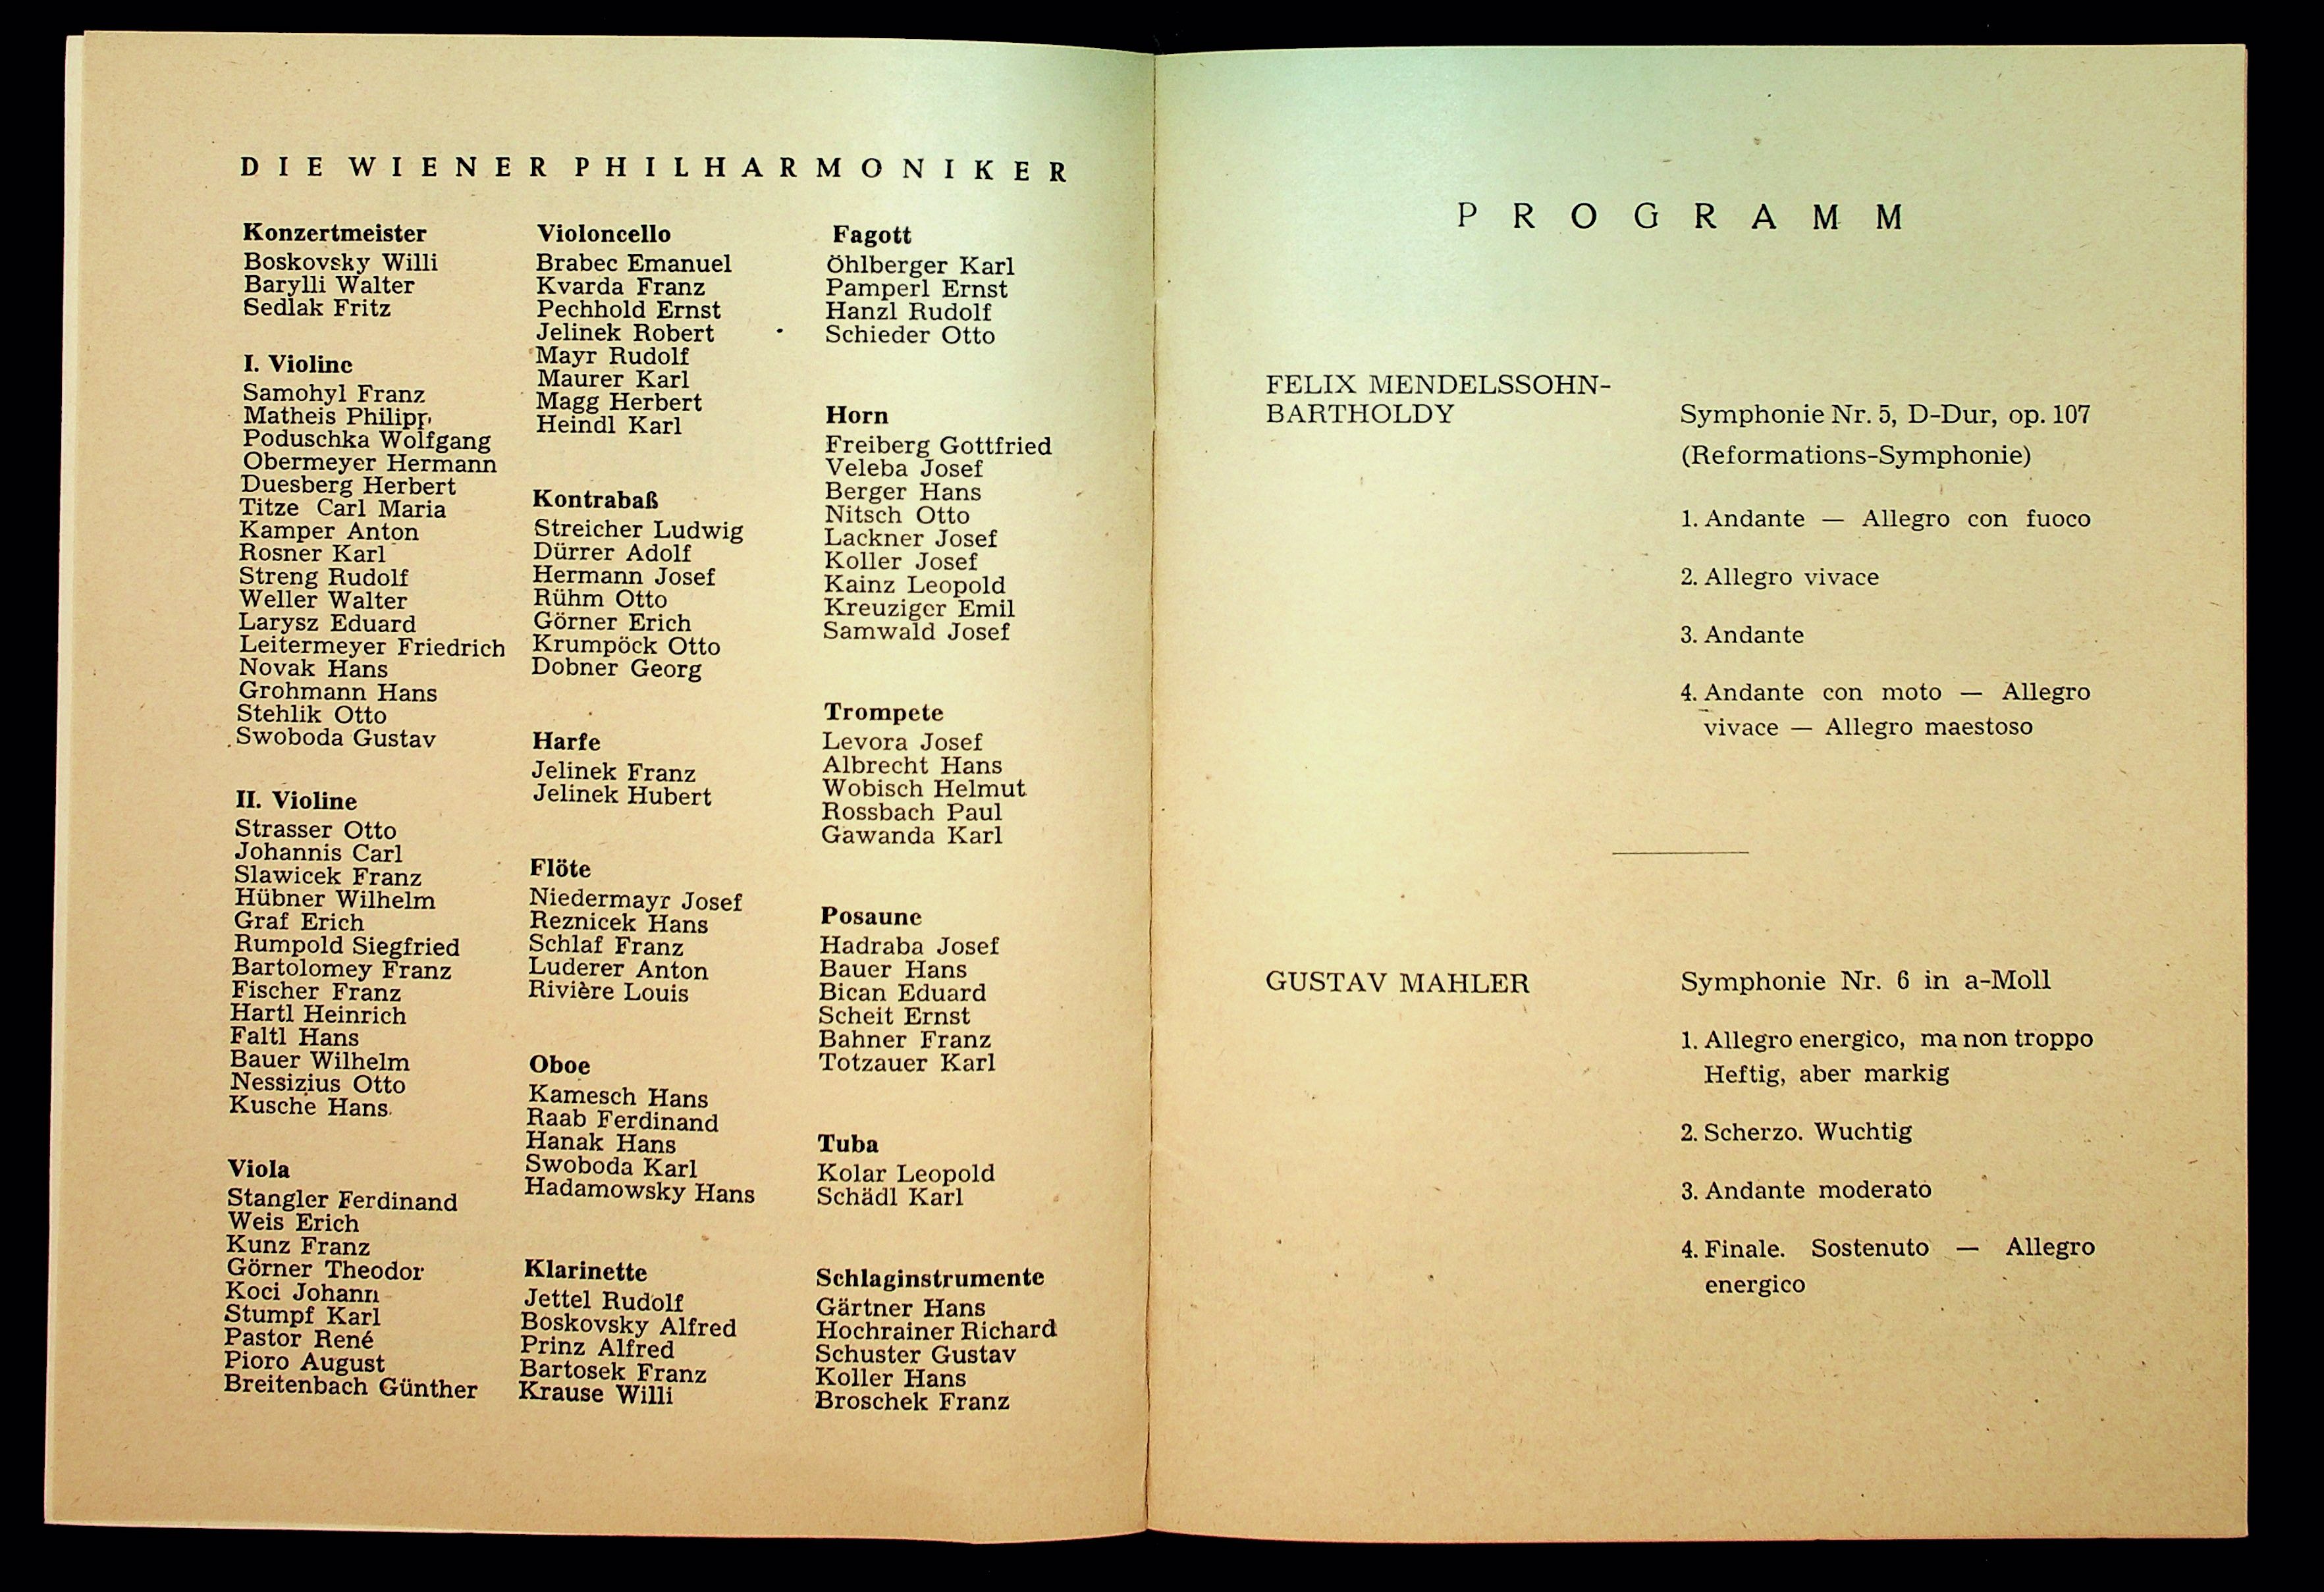 DIE WIENER PHILHARMONIKER
Konzertmeister
Boskovsky Willi
Barylli Walter
Sedlak Fritz
I. Violine
Samohyl Franz
Matheis Philipp
Poduschka Wolfgang
Obermeyer Hermann
Duesberg Herbert
Titze Carl Maria
Kamper Anton
Rosner Karl
Streng Rudolf
Weller Walter
Larysz Eduard
Leitermeyer Friedrich
Novak Hans
Grohmann Hans
Stehlik Otto
Swoboda Gustav
II. Violine
Strasser Otto
Johannis Carl
Slawicek Franz
Hübner Wilhelm
Graf Erich
Rumpold Siegfried
Bartolomey Franz
Fischer Franz
Hartl Heinrich
Faltl Hans
Bauer Wilhelm
Nessizius Otto
Kusche Hans
Viola
Stangler Ferdinand
Weis Erich
Kunz Franz
Görner Theodor
Koci Johann
Stumpf Karl
Pastor René
Pioro August
Breitenbach Günther
Violoncello
Brabec Emanuel
Kvarda Franz
Pechhold Ernst
Jelinek Robert
Mayr Rudolf
Maurer Karl
Magg Herbert
Heindl Karl
Kontrabaß
Streicher Ludwig
Dürrer Adolf
Hermann Josef
Rühm Otto
Görner Erich
Krumpöck Otto
Dobner Georg
Harfe
Jelinek Franz
Jelinek Hubert
Flöte
Niedermayr Josef
Reznicek Hans
Schlaf Franz
Luderer Anton
Rivière Louis
Oboe
Kamesch Hans
Raab Ferdinand
Hanak Hans
Swoboda Karl
Hadamowsky Hans
Klarinette
Jettel Rudolf
Boskovsky Alfred
Prinz Alfred
Bartosek Franz
Krause Willi
Fagott
Öhlberger Karl
Pamperl Ernst
Hanzl Rudolf
Schieder Otto
Horn
Freiberg Gottfried
Veleba Josef
Berger Hans
Nitsch Otto
Lackner Josef
Koller Josef
Kainz Leopold
Kreuziger Emil
Samwald Josef
Trompete
Levora Josef
Albrecht Hans
Wobisch Helmut
Rossbach Paul
Gawanda Karl
Posaune
Hadraba Josef
Bauer Hans
Bican Eduard
Scheit Ernst
Bahner Franz
Totzauer Karl
Tuba
Kolar Leopold
Schädl Karl
Schlaginstrumente
Gärtner Hans
Hochrainer Richard
Schuster Gustav
Koller Hans
Broschek Franz
PROGRAMM
FELIX MENDELSSOHN-
BARTHOLDY
Symphonie Nr. 5, D-Dur, op. 107
(Reformations-Symphonie)
1. Andante — Allegro con fuoco
2. Allegro vivace
3. Andante
4. Andante con moto — Allegro
vivace — Allegro maestoso
GUSTAV MAHLER
Symphonie Nr. 6 in a-Moll
1. Allegro energico, ma non troppo
Heftig, aber markig
2. Scherzo. Wuchtig
3. Andante moderato
4. Finale. Sostenuto — Allegro
energico